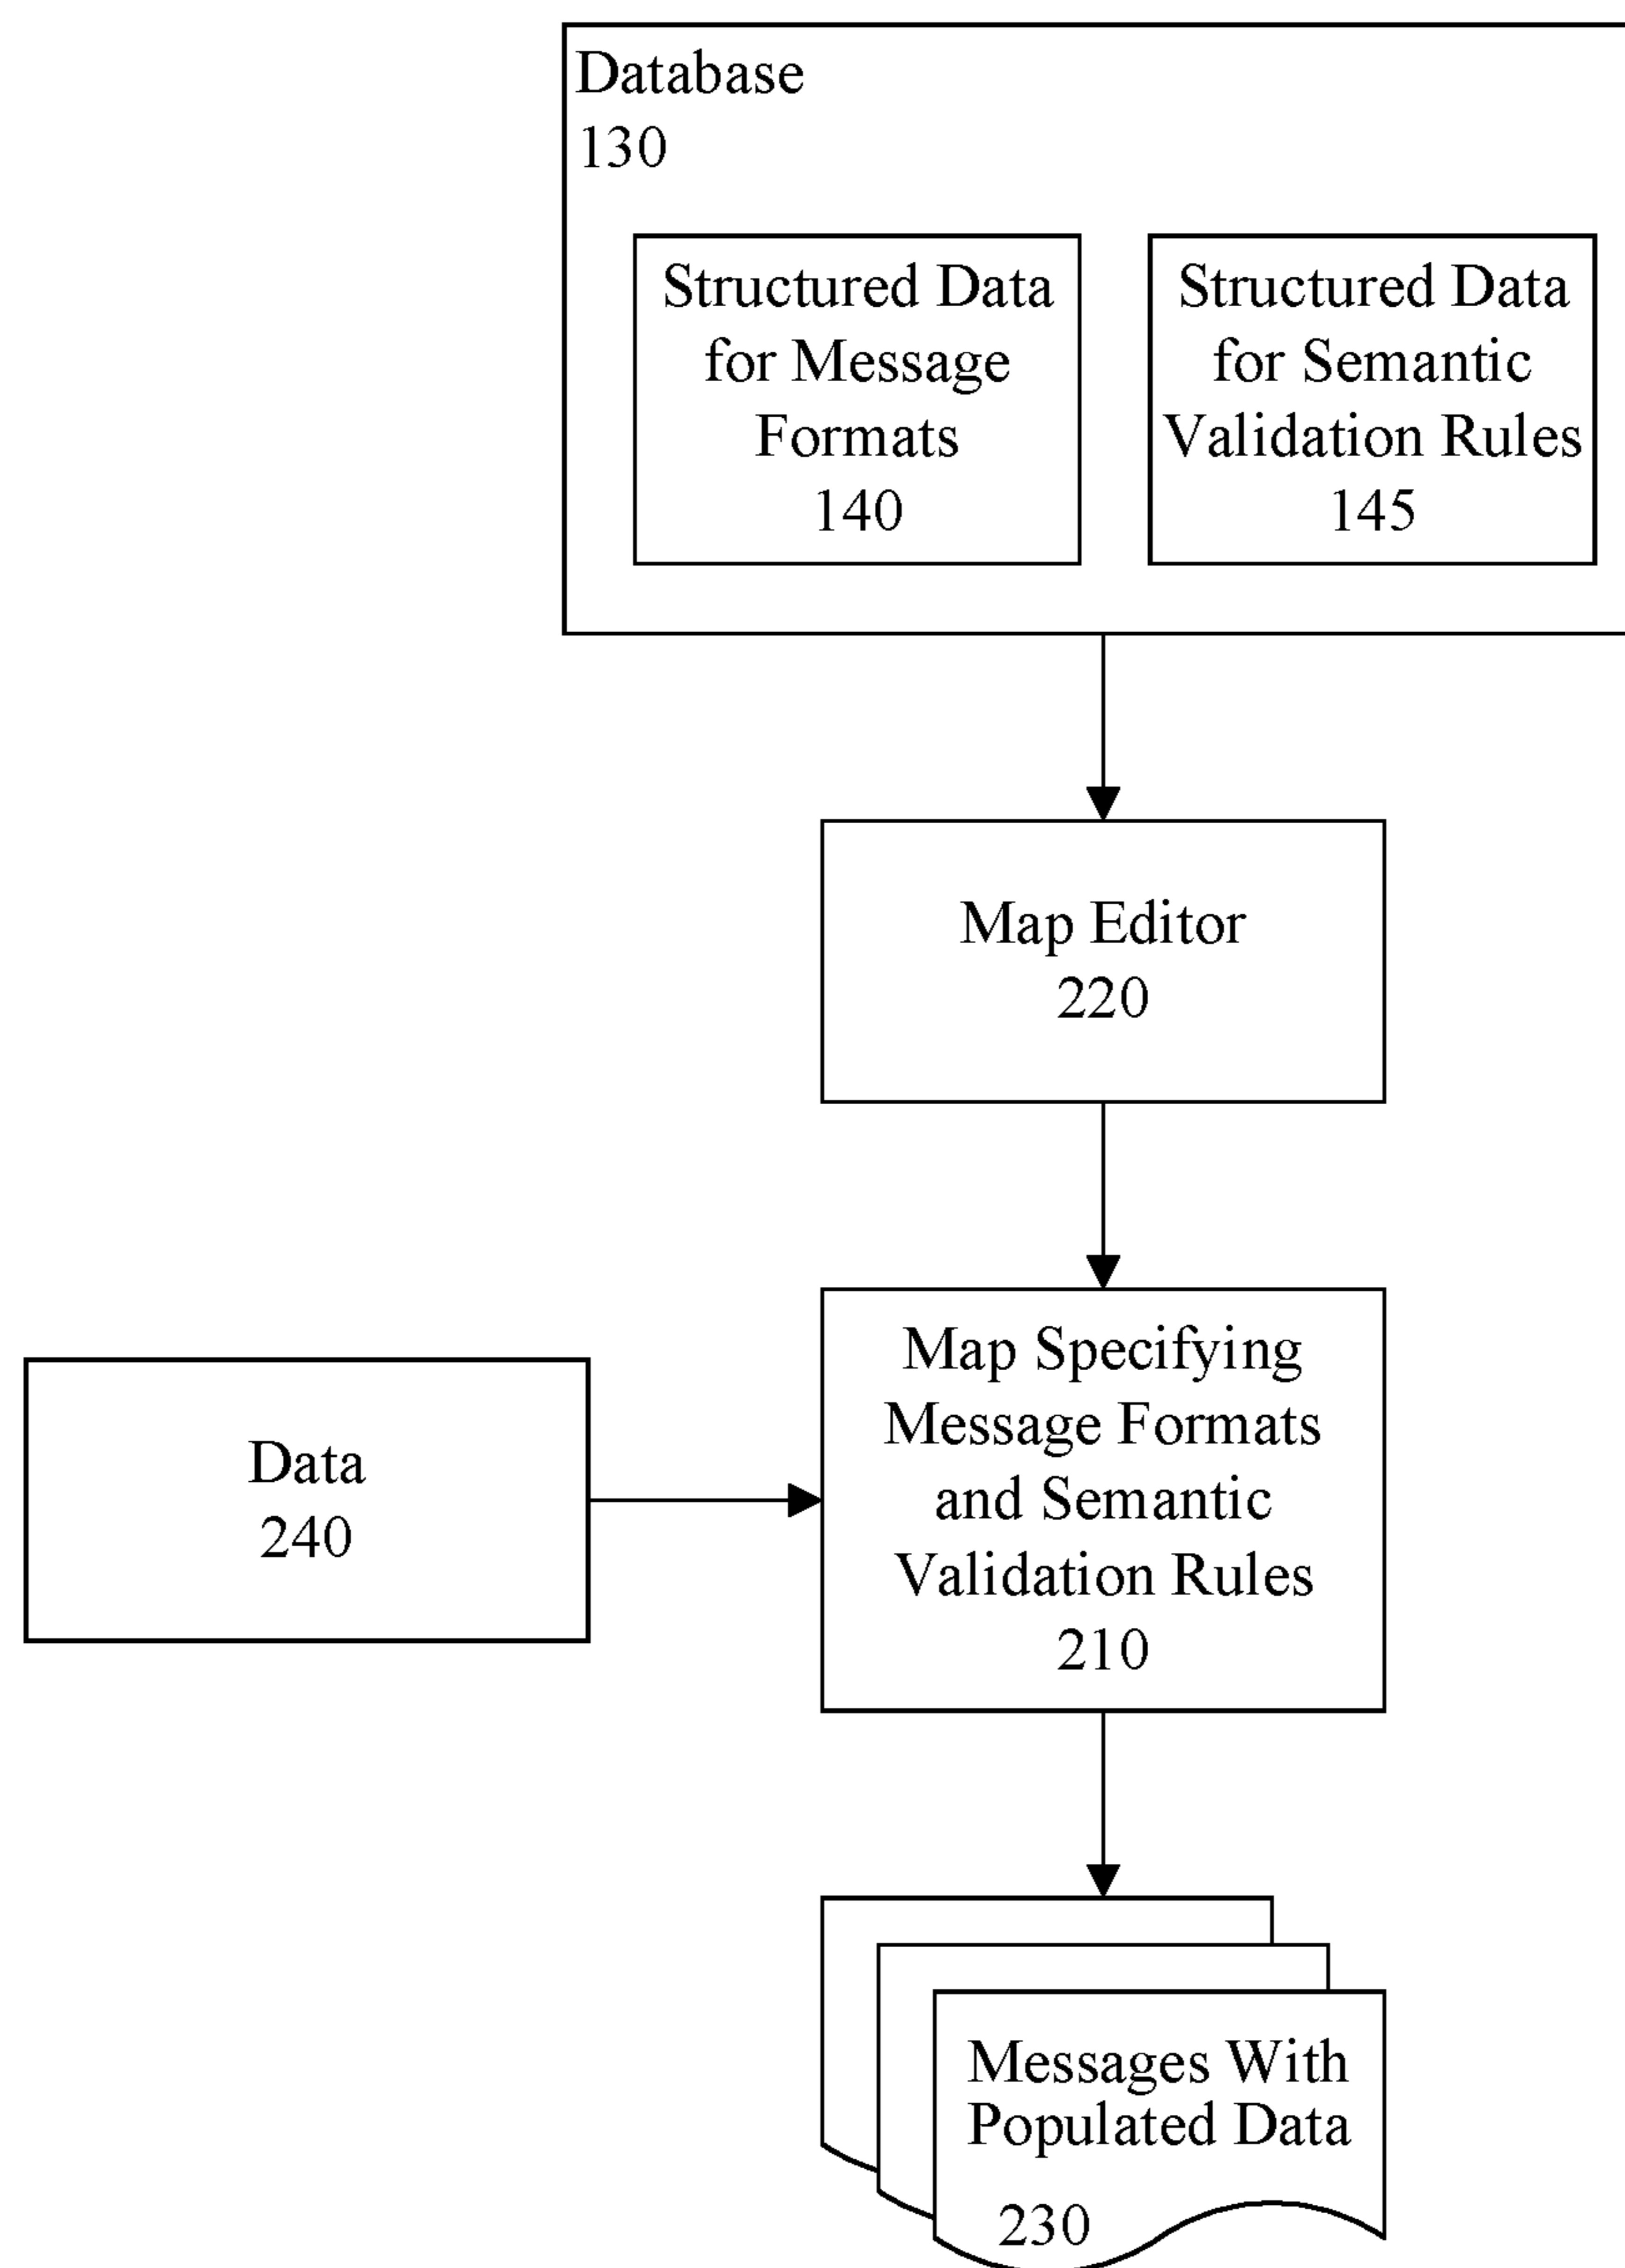 Database
130
Structured Data
for Message
Formats
140
Structured Data
for Semantic
Validation Rules
145
Map Editor
220
Data
240
Map Specifying
Message Formats
and Semantic
Validation Rules
210
Messages With
Populated Data
230